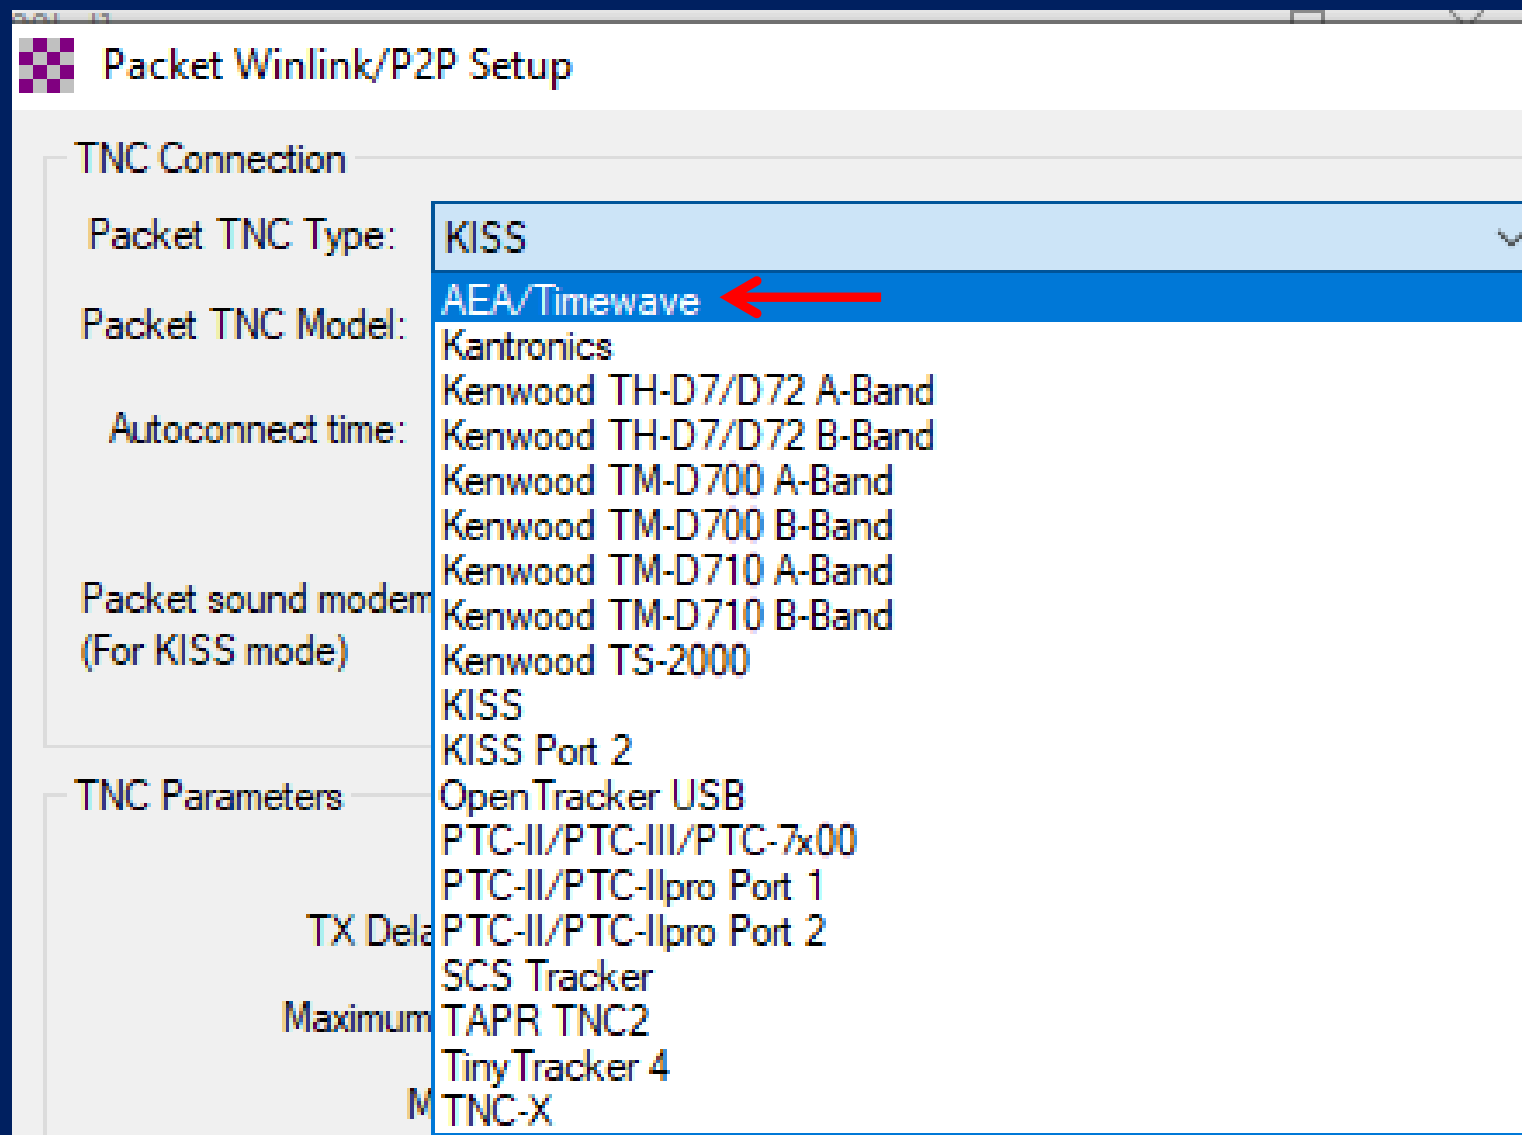 Packet Winlink/P2P Setup
TNC Connection
Packet TNC Type: KISS
AEA/Timewave
Packet TNC Model:
Kantronics
Kenwood TH-D7/D72 A-Band
Autoconnect time:
Kenwood TH-D7/D72 B-Band
Kenwood TM-D700 A-Band
Kenwood TM-D700 B-Band
Kenwood TM-D710 A-Band
Packet sound modem
Kenwood TM-D710 B-Band
(For KISS mode)
Kenwood TS-2000
KISS
KISS Port 2
TNC Parameters
OpenTracker USB
PTC-II/PTC-III/PTC-7x00
PTC-II/PTC-IIpro Port 1
TX Dela
PTC-II/PTC-IIpro Port 2
SCS Tracker
Maximum
TAPR TNC2
TinyTracker 4
M
TNC-X